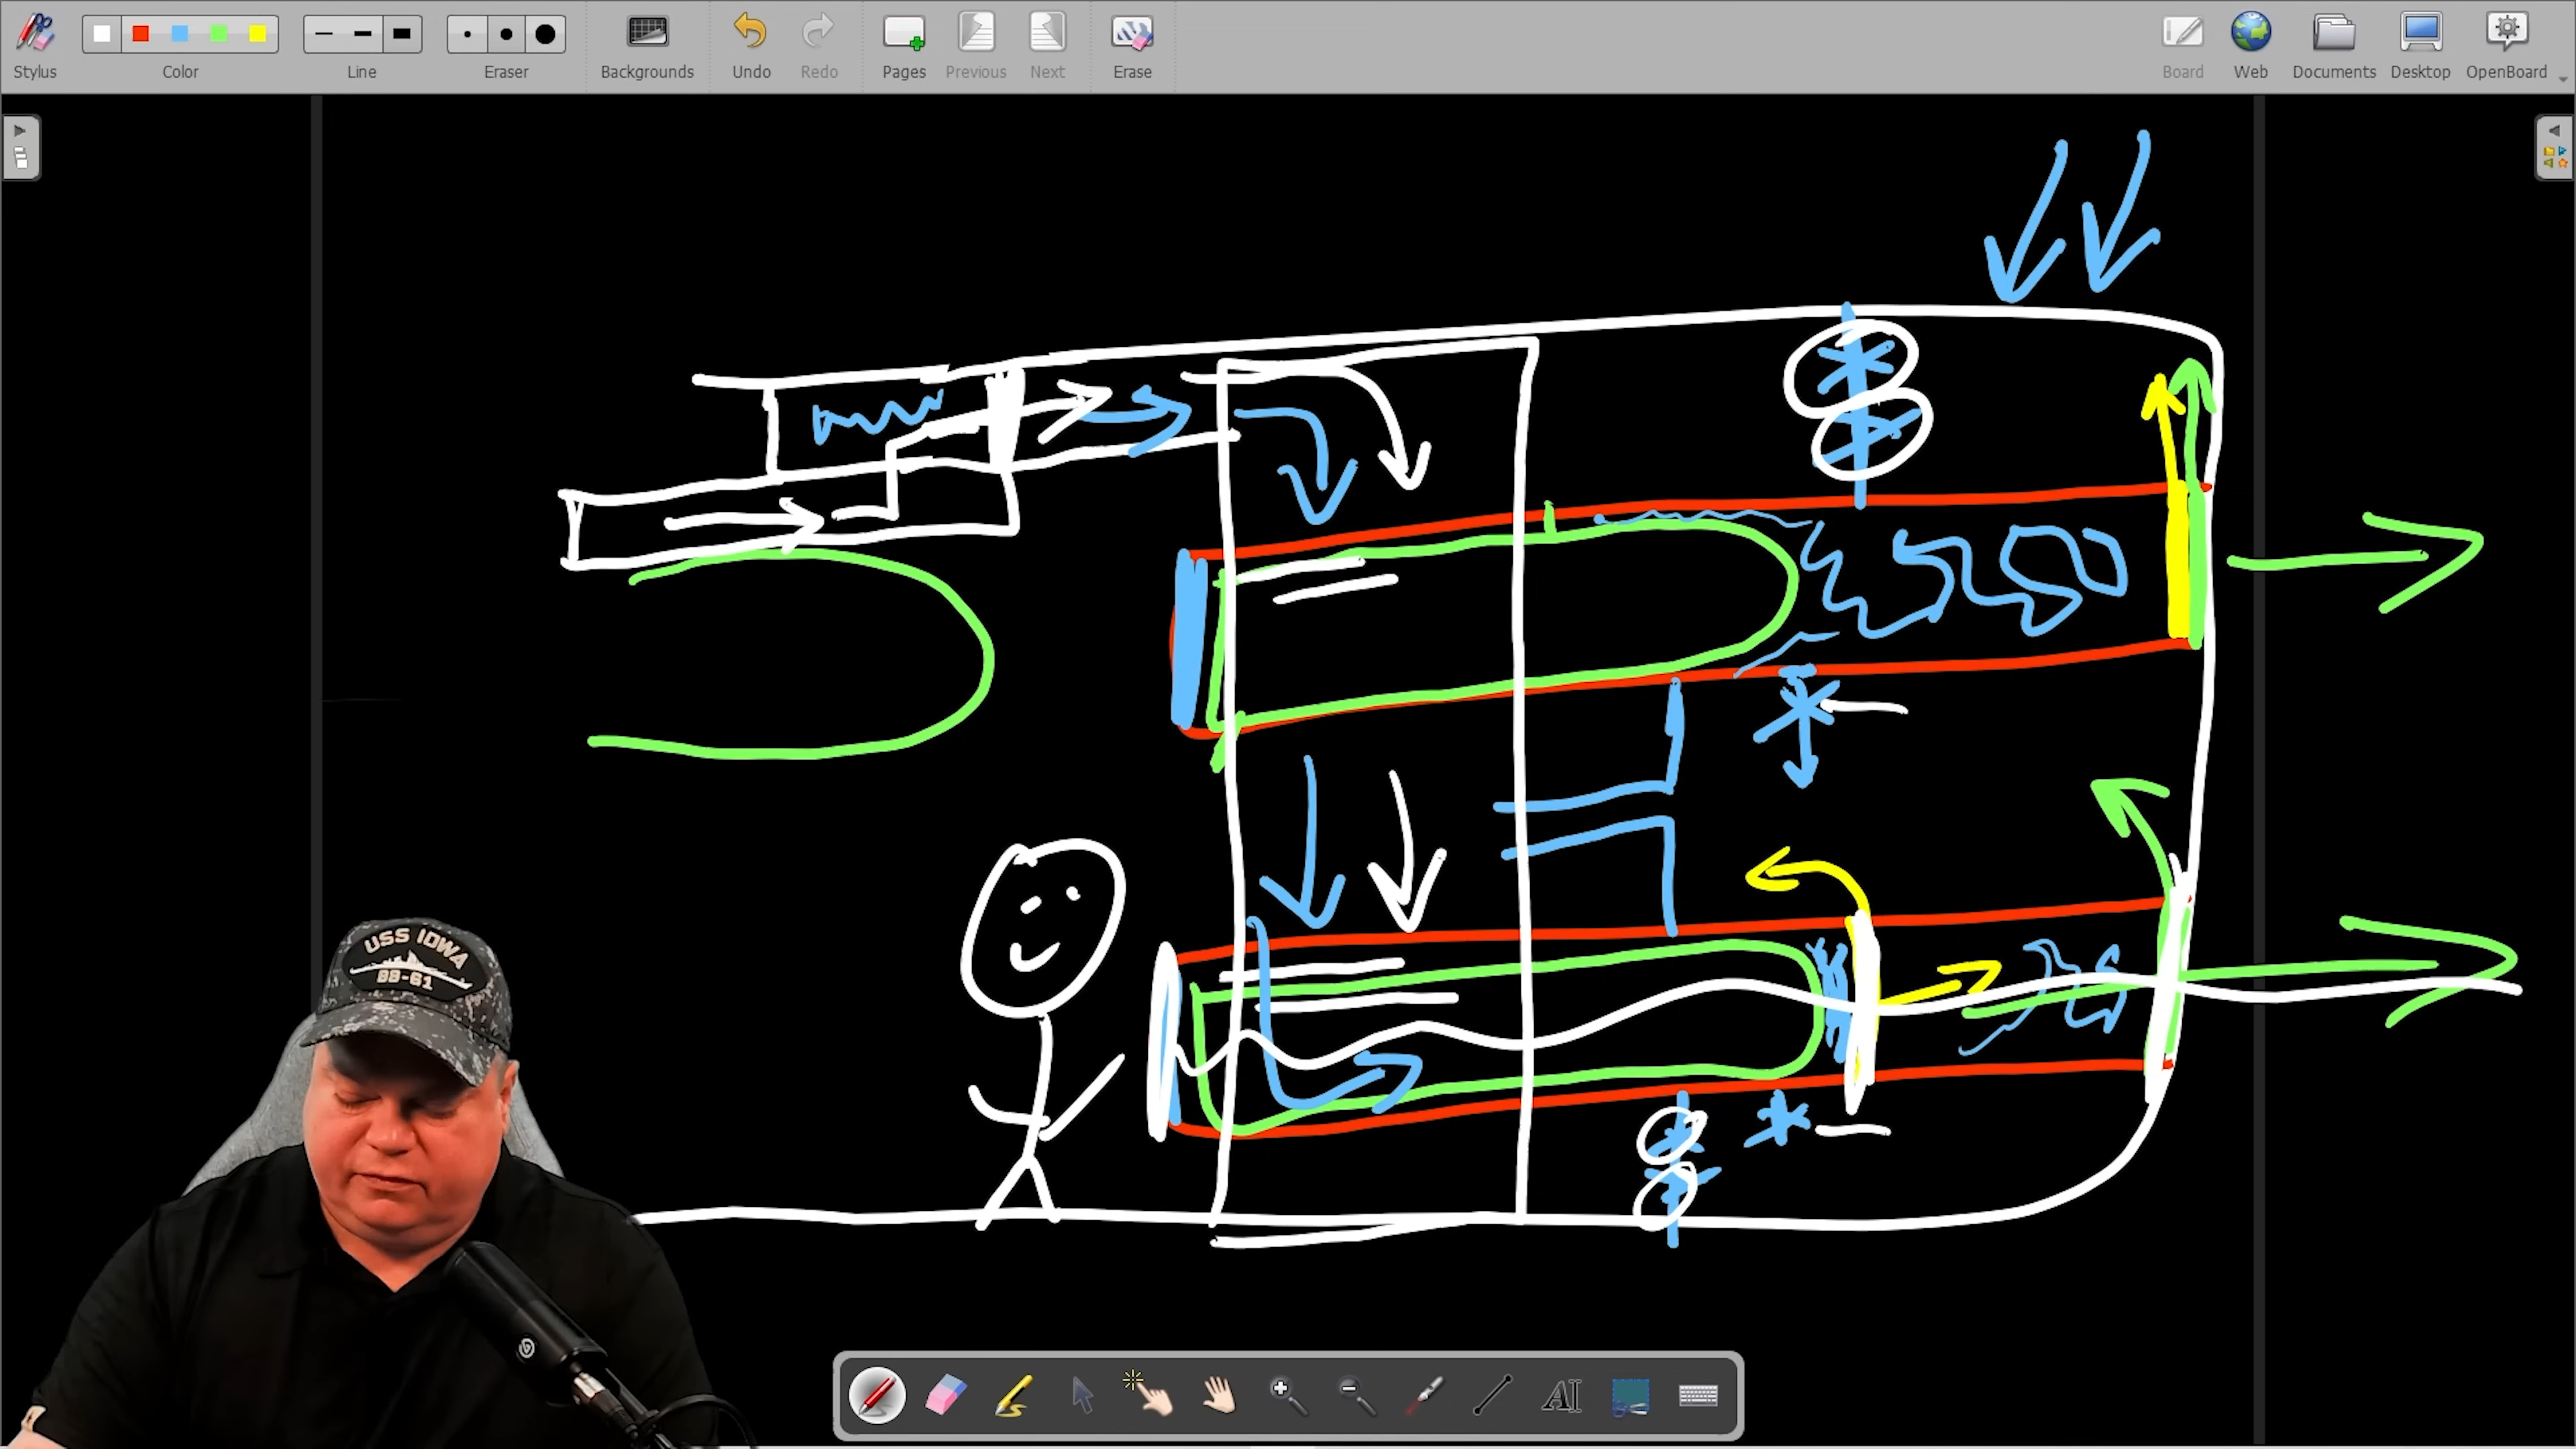 Stylus
Color
Line
Eraser
Backgrounds
Undo
Redo
Pages
Previous
Next
Erase
Board
Web
Documents
Desktop
OpenBoard
USS IOWA
BB-61
AI